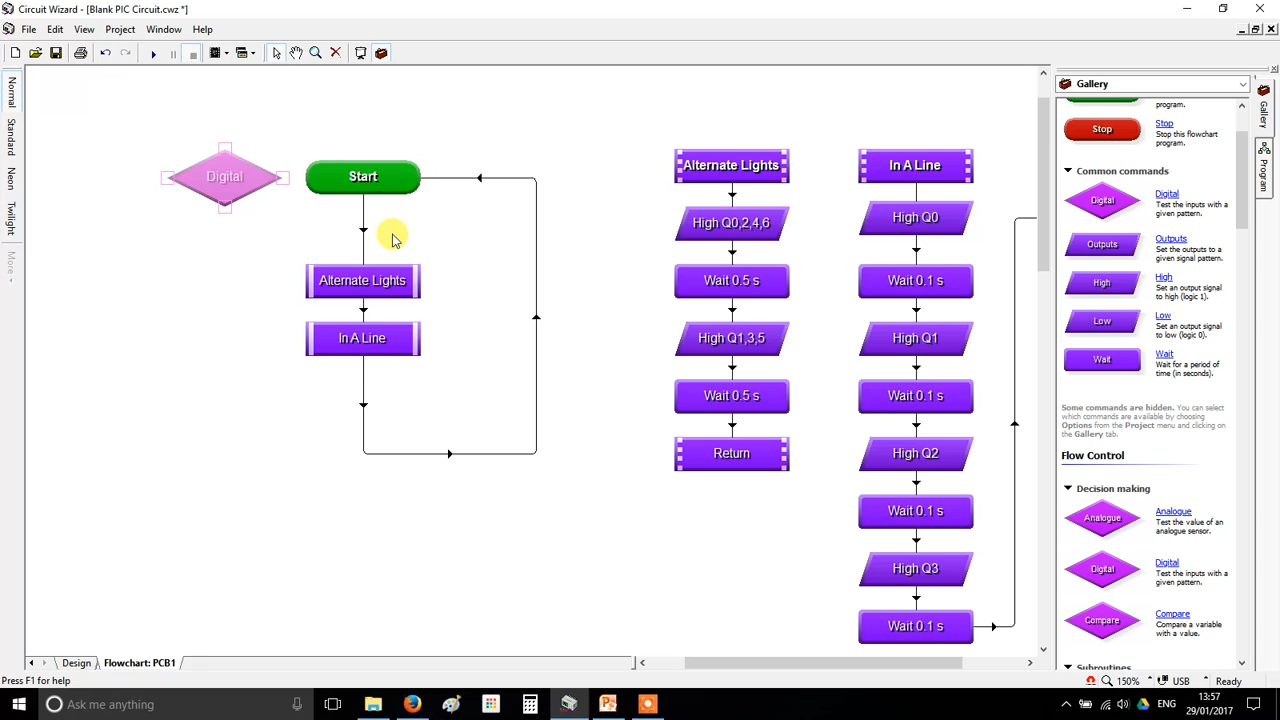 Circuit Wizard - [Blank PIC Circuit.cwz *]
File Edit View Project Window Help
Normal
Standard
Neon
Twilight
More
Digital
Start
Alternate Lights
In A Line
Alternate Lights
High Q0,2,4,6
Wait 0.5 s
High Q1,3,5
Wait 0.5 s
Return
In A Line
High Q0
Wait 0.1 s
High Q1
Wait 0.1 s
High Q2
Wait 0.1 s
High Q3
Wait 0.1 s
Gallery
program.
Stop
Stop
Stop this flowchart
program.
Common commands
Digital
Digital
Test the inputs with a
given pattern.
Outputs
Outputs
Set the outputs to a
given signal pattern.
High
High
Set an output signal
to high (logic 1).
Low
Low
Set an output signal
to low (logic 0).
Wait
Wait
Wait for a period of
time (in seconds).
Some commands are hidden. You can select
which commands are available by choosing
Options from the Project menu and clicking on
the Gallery tab.
Flow Control
Decision making
Analogue
Analogue
Test the value of an
analogue sensor.
Digital
Digital
Test the inputs with a
given pattern.
Compare
Compare
Compare a variable
with a value.
Subroutines
Gallery
Program
Design
Flowchart: PCB1
Press F1 for help
150%
USB
Ready
Ask me anything
ENG
13:57
29/01/2017